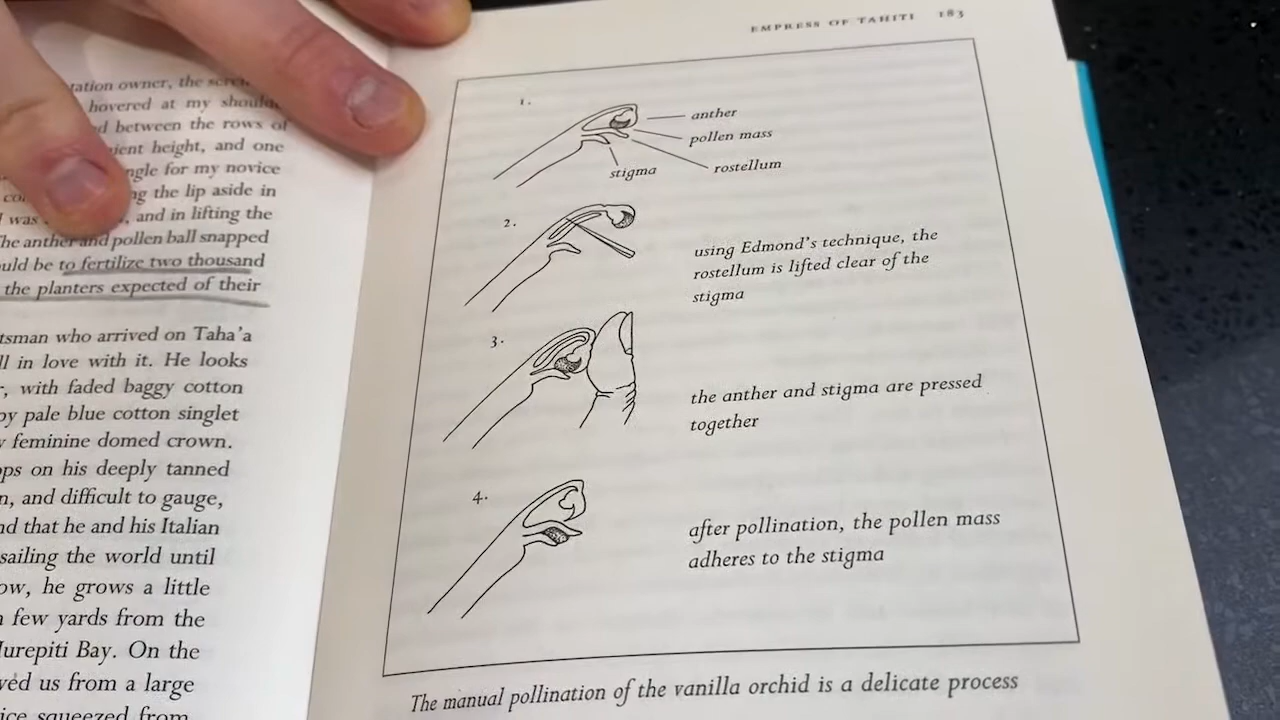 tation owner, the
hovered at my
between the rows of
height, and one
for my novice
the lip aside in
was and in lifting the
anther and pollen ball snapped
be to fertilize two thousand
the planters expected of their
who arrived on Taha'a
in love with it. He looks
with faded baggy cotton
pale blue cotton singlet
feminine domed crown.
on his deeply tanned
and difficult to gauge,
that he and his Italian
sailing the world until
he grows a little
few yards from the
Bay. On the
us from a large
squeezed from
EMPRESS OF TAHITI 183
1.
anther
pollen mass
rostellum
stigma
2.
using Edmond's technique, the
rostellum is lifted clear of the
stigma
3.
the anther and stigma are pressed
together
4.
after pollination, the pollen mass
adheres to the stigma
The manual pollination of the vanilla orchid is a delicate process